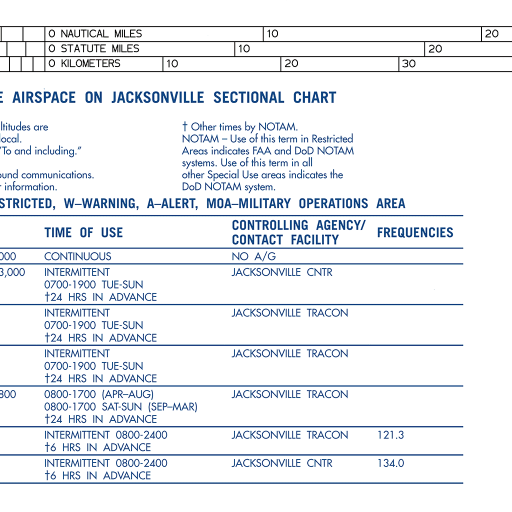 0 NAUTICAL MILES 10 20
0 STATUTE MILES 10 20
0 KILOMETERS 10 20 30
E AIRSPACE ON JACKSONVILLE SECTIONAL CHART
ltitudes are
local.
"To and including."
ound communications.
r information.
† Other times by NOTAM.
NOTAM – Use of this term in Restricted
Areas indicates FAA and DoD NOTAM
systems. Use of this term in all
other Special Use areas indicates the
DoD NOTAM system.
STRICTED, W–WARNING, A–ALERT, MOA–MILITARY OPERATIONS AREA
TIME OF USE
CONTROLLING AGENCY/
CONTACT FACILITY
FREQUENCIES
000 CONTINUOUS NO A/G
3,000 INTERMITTENT JACKSONVILLE CNTR
0700-1900 TUE-SUN
†24 HRS IN ADVANCE
INTERMITTENT JACKSONVILLE TRACON
0700-1900 TUE-SUN
†24 HRS IN ADVANCE
INTERMITTENT JACKSONVILLE TRACON
0700-1900 TUE-SUN
†24 HRS IN ADVANCE
800 0800-1700 (APR–AUG) JACKSONVILLE TRACON
0800-1700 SAT-SUN (SEP–MAR)
†24 HRS IN ADVANCE
INTERMITTENT 0800-2400 JACKSONVILLE TRACON 121.3
†6 HRS IN ADVANCE
INTERMITTENT 0800-2400 JACKSONVILLE CNTR 134.0
†6 HRS IN ADVANCE